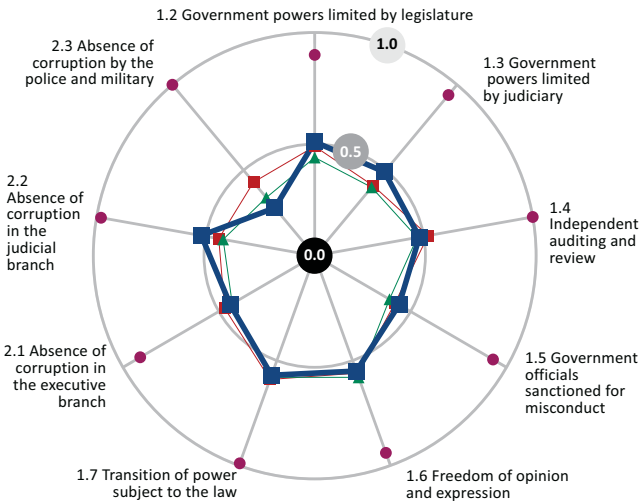 1.2 Government powers limited by legislature
1.0
1.3 Government
powers limited
by judiciary
0.5
1.4
Independent
auditing and
review
0.0
1.5 Government
officials
sanctioned for
misconduct
1.6 Freedom of opinion
and expression
1.7 Transition of power
subject to the law
2.1 Absence of
corruption in
the executive
branch
2.2
Absence of
corruption
in the
judicial
branch
2.3 Absence of
corruption by the
police and military